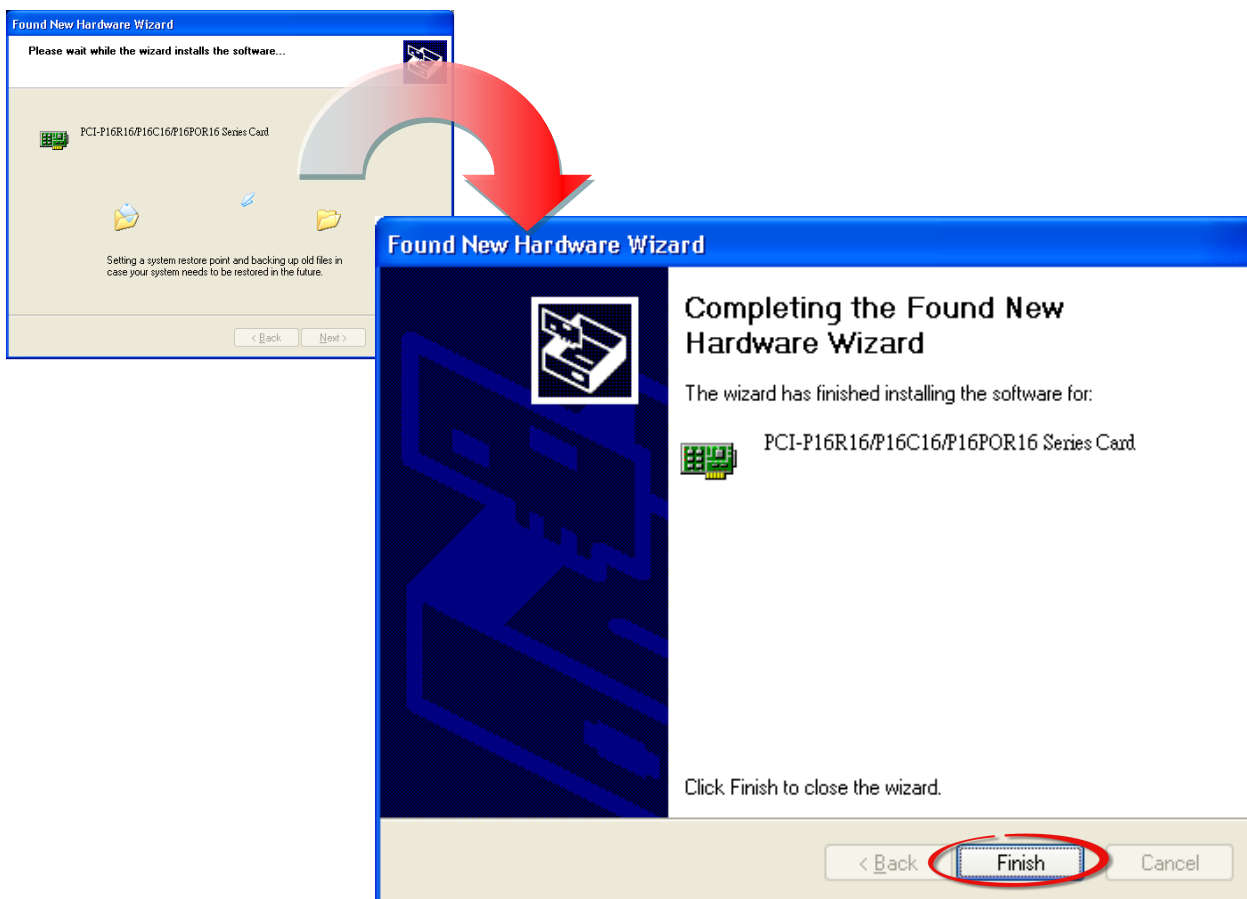 Found New Hardware Wizard
Please wait while the wizard installs the software...
PCI-P16R16/P16C16/P16POR16 Series Card
Setting a system restore point and backing up old files in
case your system needs to be restored in the future.
< Back
Next >
Found New Hardware Wizard
Completing the Found New
Hardware Wizard
The wizard has finished installing the software for:
PCI-P16R16/P16C16/P16POR16 Series Card
Click Finish to close the wizard.
< Back
Finish
Cancel